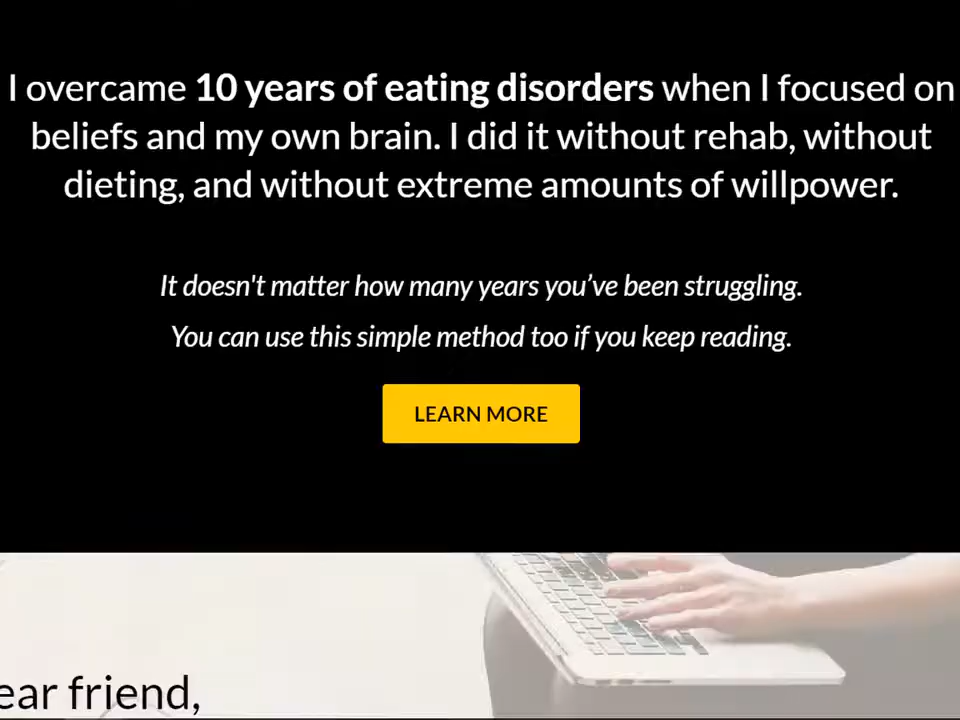 I overcame 10 years of eating disorders when I focused on
beliefs and my own brain. I did it without rehab, without
dieting, and without extreme amounts of willpower.
It doesn't matter how many years you’ve been struggling.
You can use this simple method too if you keep reading.
LEARN MORE
ear friend,